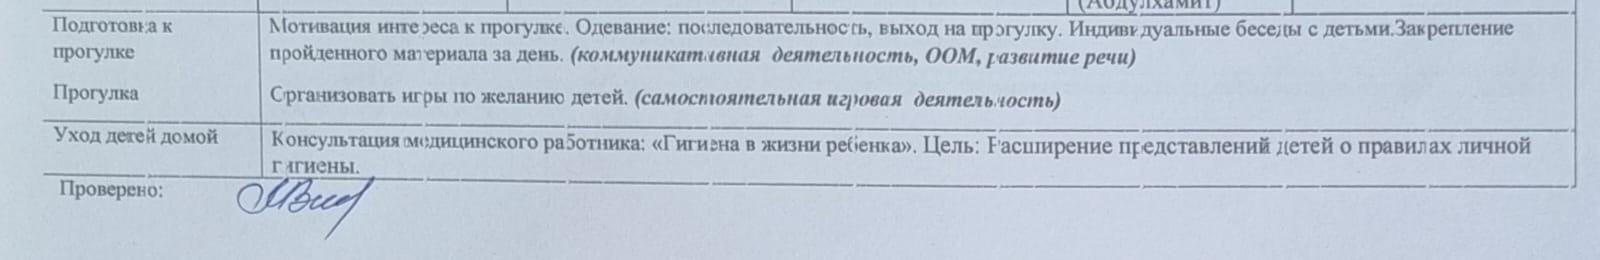 (Абдулхамит)
Подготовка к
прогулке
Мотивация интереса к прогулке. Одевание: последовательность, выход на прогулку. Индивидуальные беседы с детьми.Закрепление
пройденного материала за день. (коммуникативная деятельность, ООМ, развитие речи)
Прогулка
Организовать игры по желанию детей. (самостоятельная игровая деятельность)
Уход детей домой
Консультация медицинского работника: «Гигиена в жизни ребенка». Цель: Расширение представлений детей о правилах личной
гигиены.
Проверено: